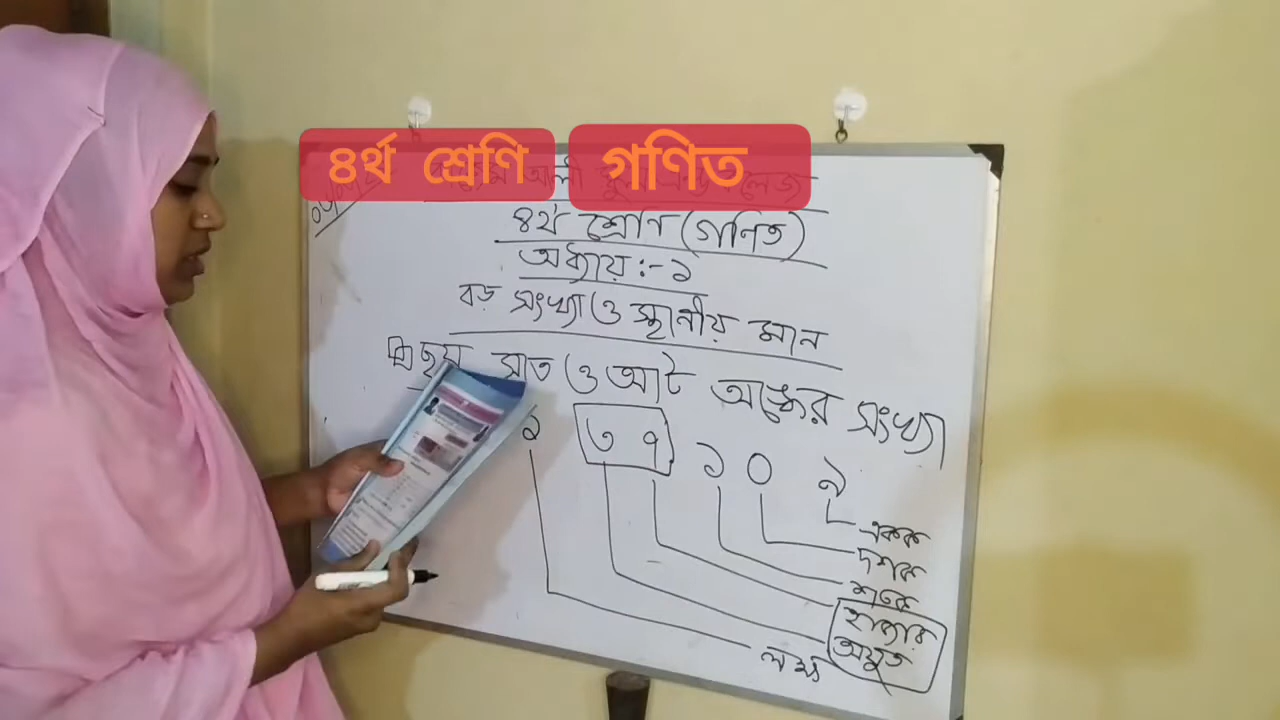 ৪র্থ শ্রেণি গণিত
৪র্থ শ্রেণি (গণিত)
অধ্যায় :- ১
বড় সংখ্যা ও স্থানীয় মান
ছয় সাত ও আট অঙ্কের সংখ্যা
২ ৩ ৭ ১ ০ ৯
একক
দশক
শতক
হাজার
অযুত
লক্ষ